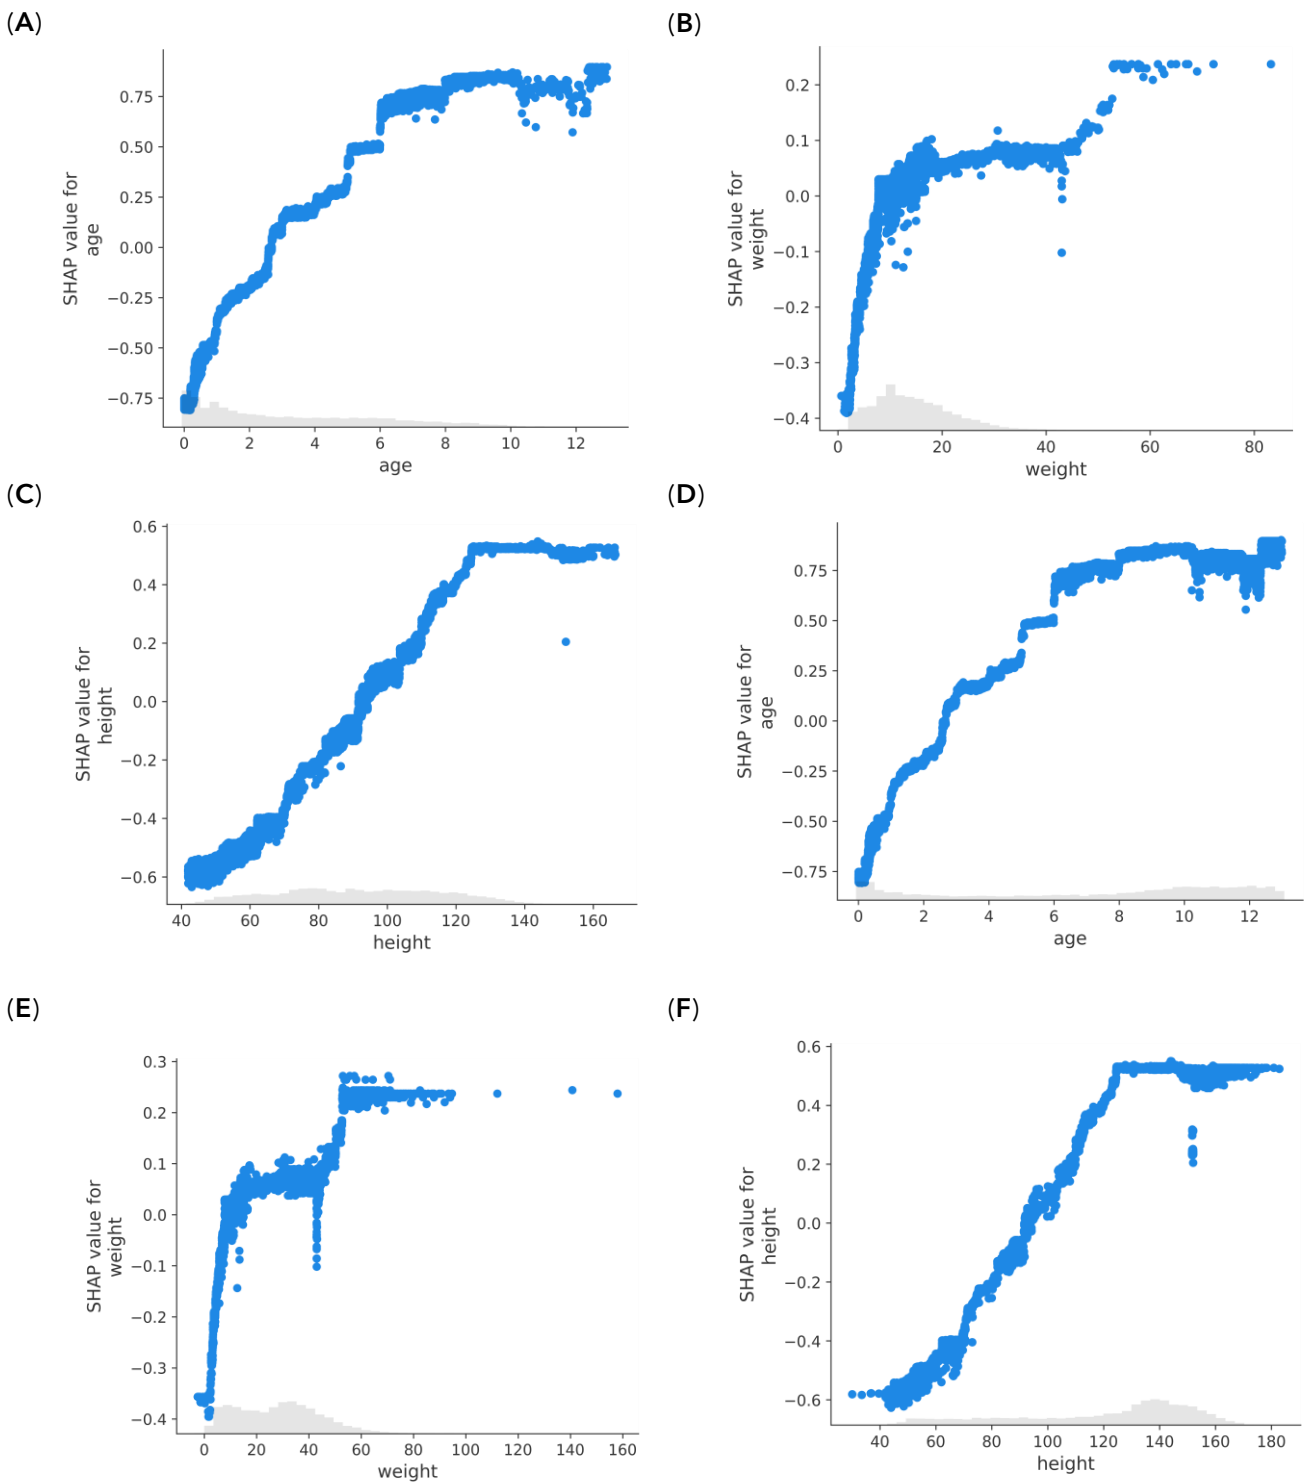 (A)
0.75
0.50
0.25
0.00
−0.25
−0.50
−0.75
SHAP value for
age
0 2 4 6 8 10 12
age
(B)
0.2
0.1
0.0
−0.1
−0.2
−0.3
−0.4
SHAP value for
weight
0 20 40 60 80
weight
(C)
0.6
0.4
0.2
0.0
−0.2
−0.4
−0.6
SHAP value for
height
40 60 80 100 120 140 160
height
(D)
0.75
0.50
0.25
0.00
−0.25
−0.50
−0.75
SHAP value for
age
0 2 4 6 8 10 12
age
(E)
0.3
0.2
0.1
0.0
−0.1
−0.2
−0.3
−0.4
SHAP value for
weight
0 20 40 60 80 100 120 140 160
weight
(F)
0.6
0.4
0.2
0.0
−0.2
−0.4
−0.6
SHAP value for
height
40 60 80 100 120 140 160 180
height